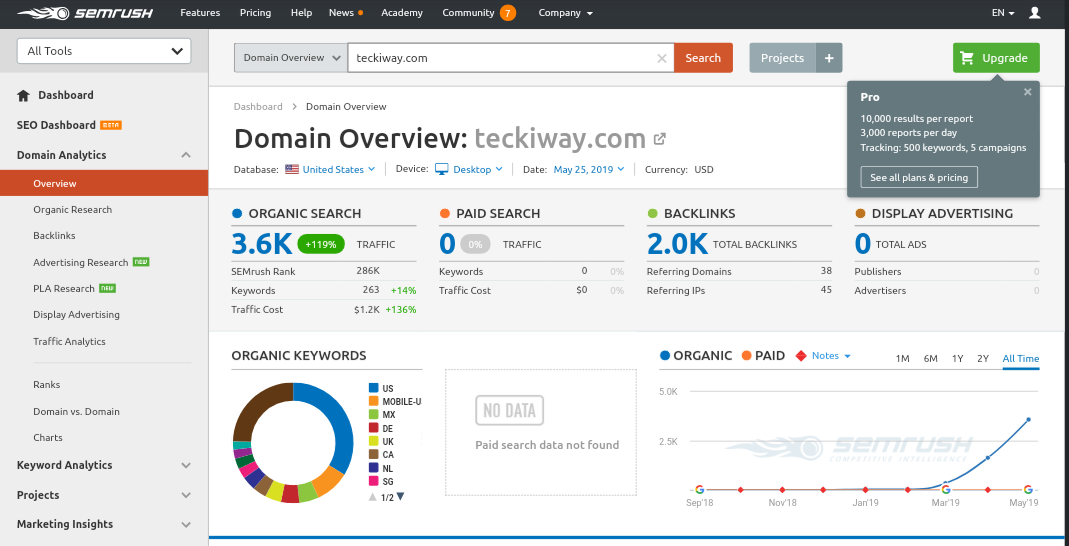 SEMRUSH Features Pricing Help News Academy Community 7 Company EN
All Tools
Domain Overview teckiway.com × Search Projects + Upgrade
Dashboard
SEO Dashboard BETA
Domain Analytics
Overview
Organic Research
Backlinks
Advertising Research NEW
PLA Research NEW
Display Advertising
Traffic Analytics
Ranks
Domain vs. Domain
Charts
Keyword Analytics
Projects
Marketing Insights
Pro ×
10,000 results per report
3,000 reports per day
Tracking: 500 keywords, 5 campaigns
See all plans & pricing
Dashboard > Domain Overview
Domain Overview: teckiway.com
Database: United States Device: Desktop Date: May 25, 2019 Currency: USD
ORGANIC SEARCH
3.6K +119% TRAFFIC
SEMrush Rank 286K
Keywords 263 +14%
Traffic Cost $1.2K +136%
PAID SEARCH
0 0% TRAFFIC
Keywords 0 0%
Traffic Cost $0 0%
BACKLINKS
2.0K TOTAL BACKLINKS
Referring Domains 38
Referring IPs 45
DISPLAY ADVERTISING
0 TOTAL ADS
Publishers 0
Advertisers 0
ORGANIC KEYWORDS
US
MOBILE-U
MX
DE
UK
CA
NL
SG
1/2
NO DATA
Paid search data not found
ORGANIC PAID Notes 1M 6M 1Y 2Y All Time
5.0K
2.5K
SEMRUSH
COMPETITIVE INTELLIGENCE
G G G
Sep'18 Nov'18 Jan'19 Mar'19 May'19